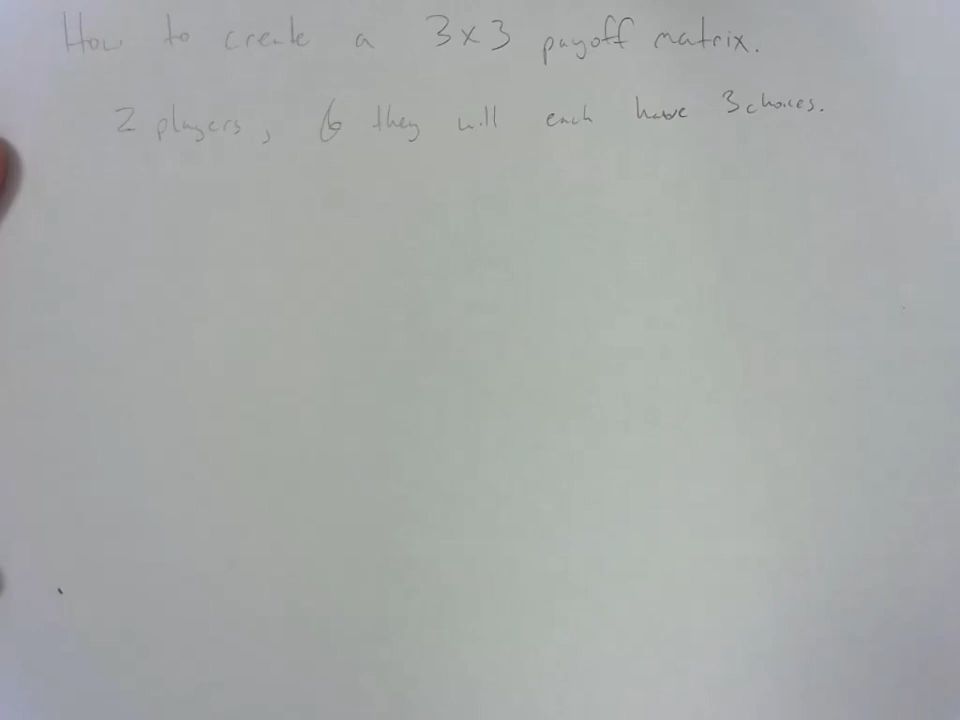 How to create a 3x3 payoff matrix.
2 players, they will each have 3 choices.